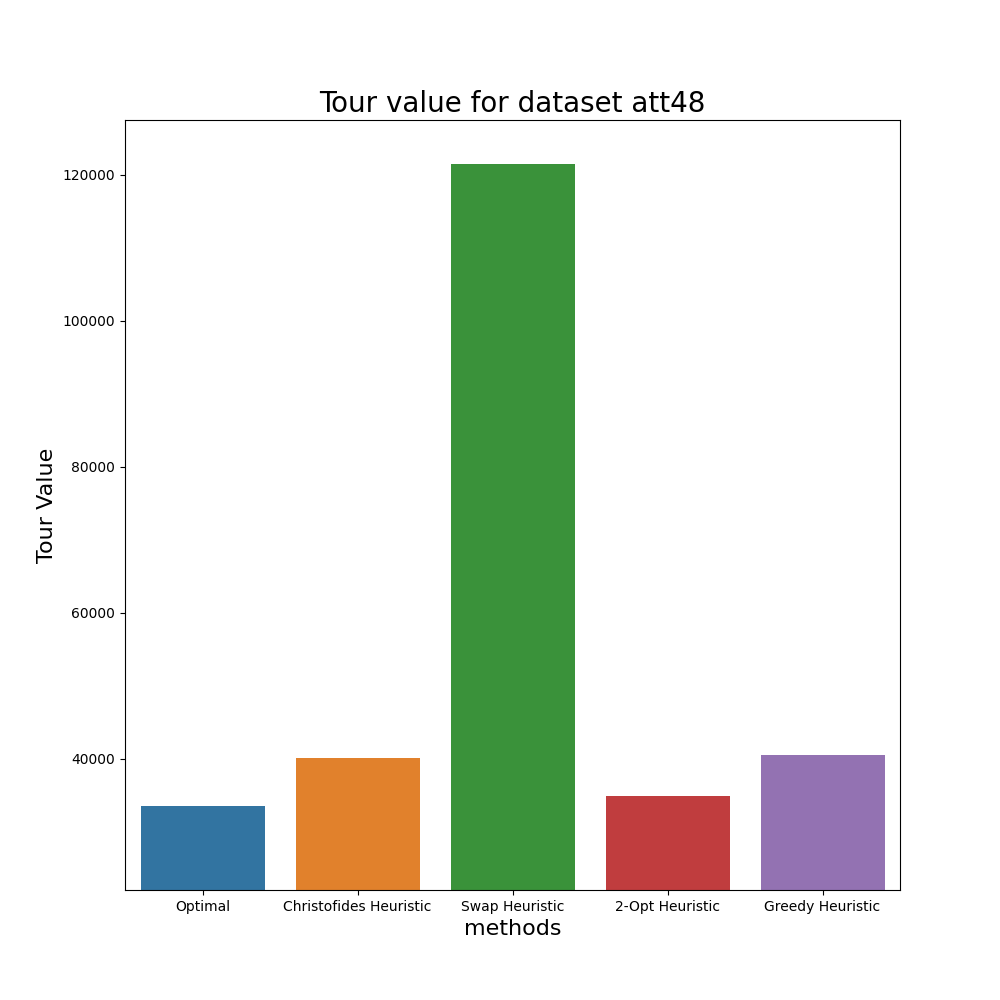 Tour value for dataset att48
120000
100000
80000
60000
40000
Tour Value
Optimal
Christofides Heuristic
Swap Heuristic
2-Opt Heuristic
Greedy Heuristic
methods